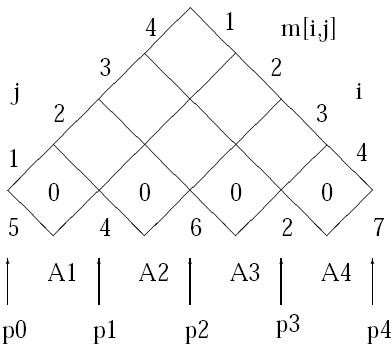 4 1 m[i,j]
3 2
j i
2 3
1 4
0 0 0 0
5 4 6 2 7
A1 A2 A3 A4
p0 p1 p2 p3 p4